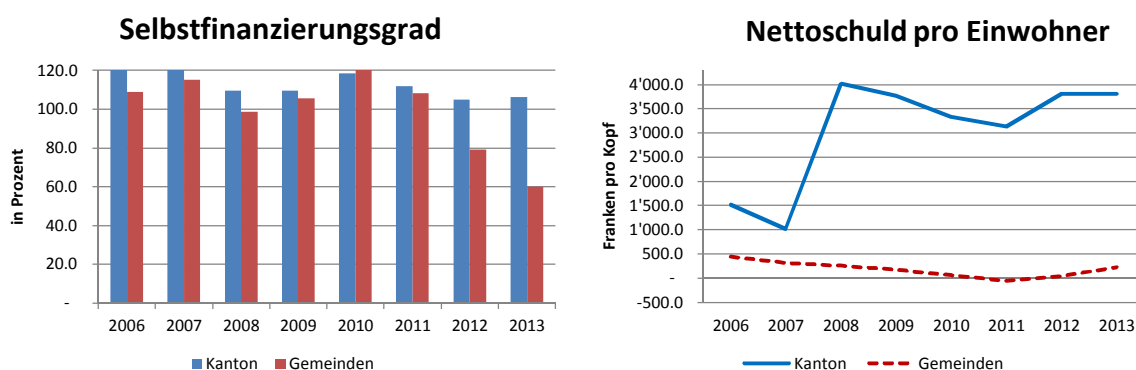 Selbstfinanzierungsgrad
in Prozent
120.0
100.0
80.0
60.0
40.0
20.0
-
2006 2007 2008 2009 2010 2011 2012 2013
Kanton Gemeinden
Nettoschuld pro Einwohner
Franken pro Kopf
4'000.0
3'500.0
3'000.0
2'500.0
2'000.0
1'500.0
1'000.0
500.0
-
-500.0
2006 2007 2008 2009 2010 2011 2012 2013
Kanton Gemeinden